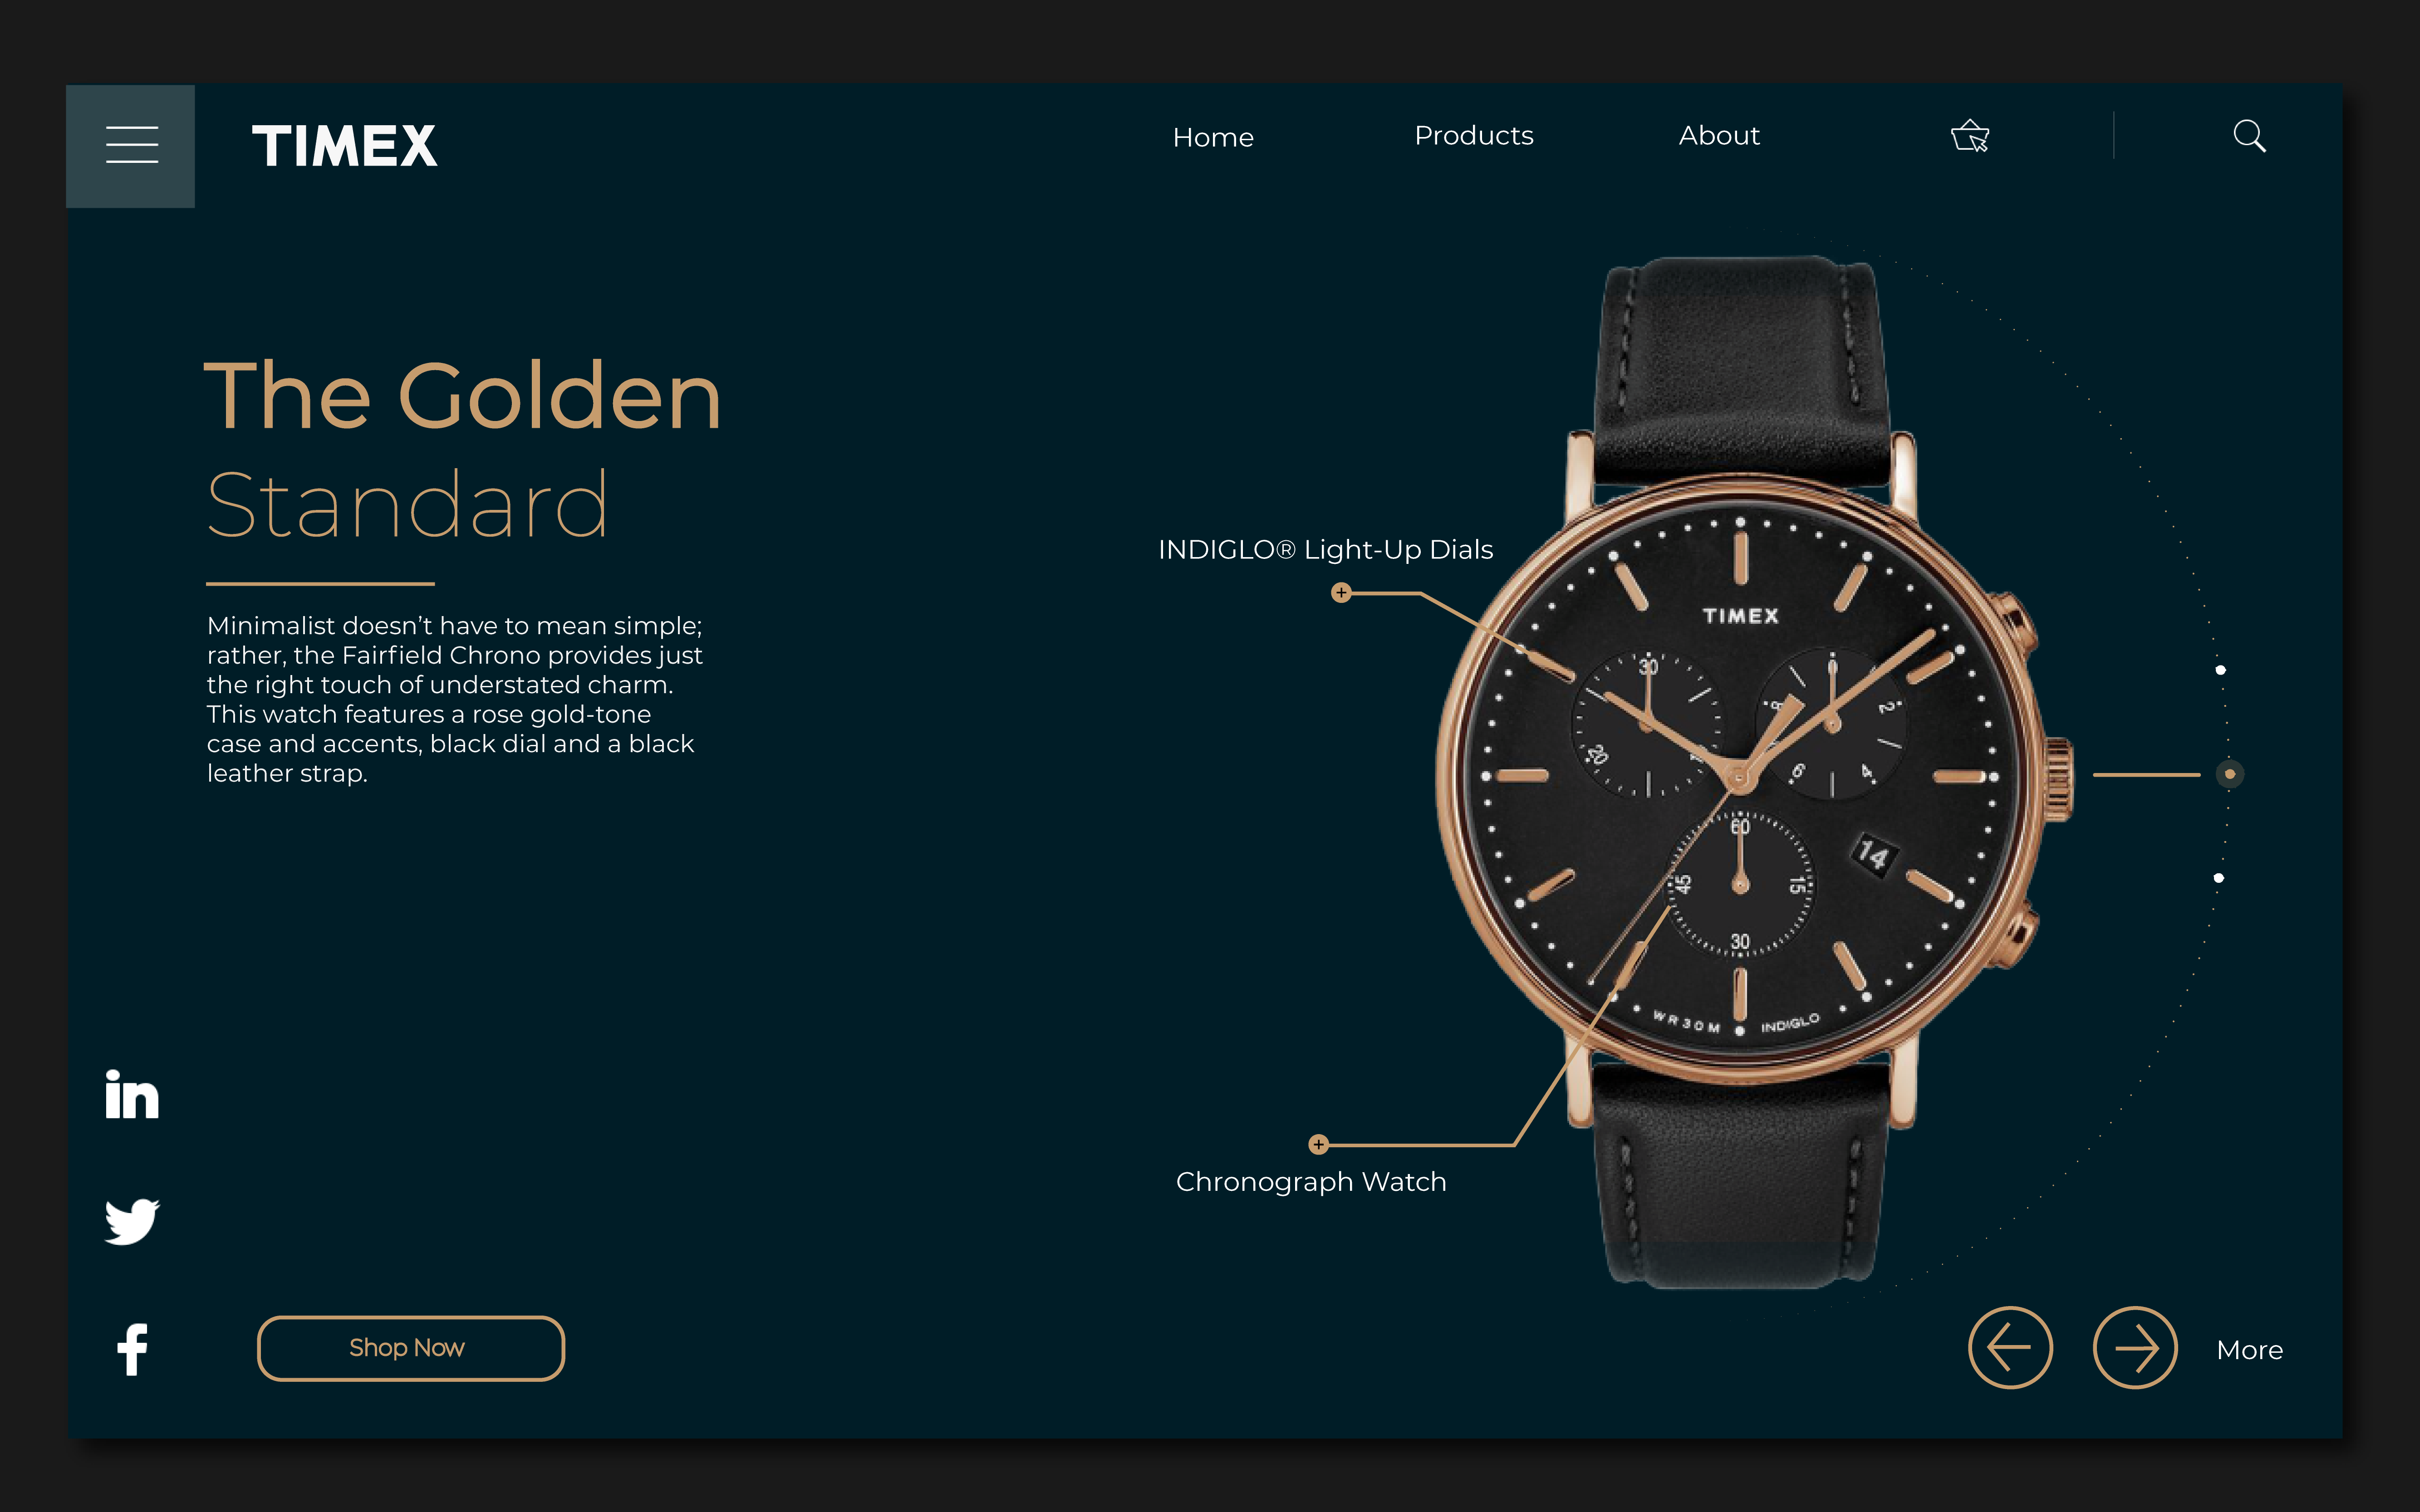 TIMEX
Home
Products
About
The Golden
Standard
Minimalist doesn't have to mean simple;
rather, the Fairfield Chrono provides just
the right touch of understated charm.
This watch features a rose gold-tone
case and accents, black dial and a black
leather strap.
INDIGLO® Light-Up Dials
TIMEX
30
20
0
2
4
6
8
60
15
30
45
14
WR30M
INDIGLO
Chronograph Watch
in
f
Shop Now
More